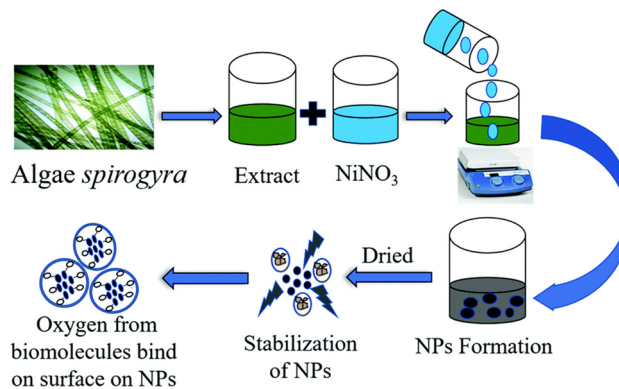 Algae spirogyra
Extract
NiNO₃
Dried
NPs Formation
Stabilization
of NPs
Oxygen from
biomolecules bind
on surface on NPs